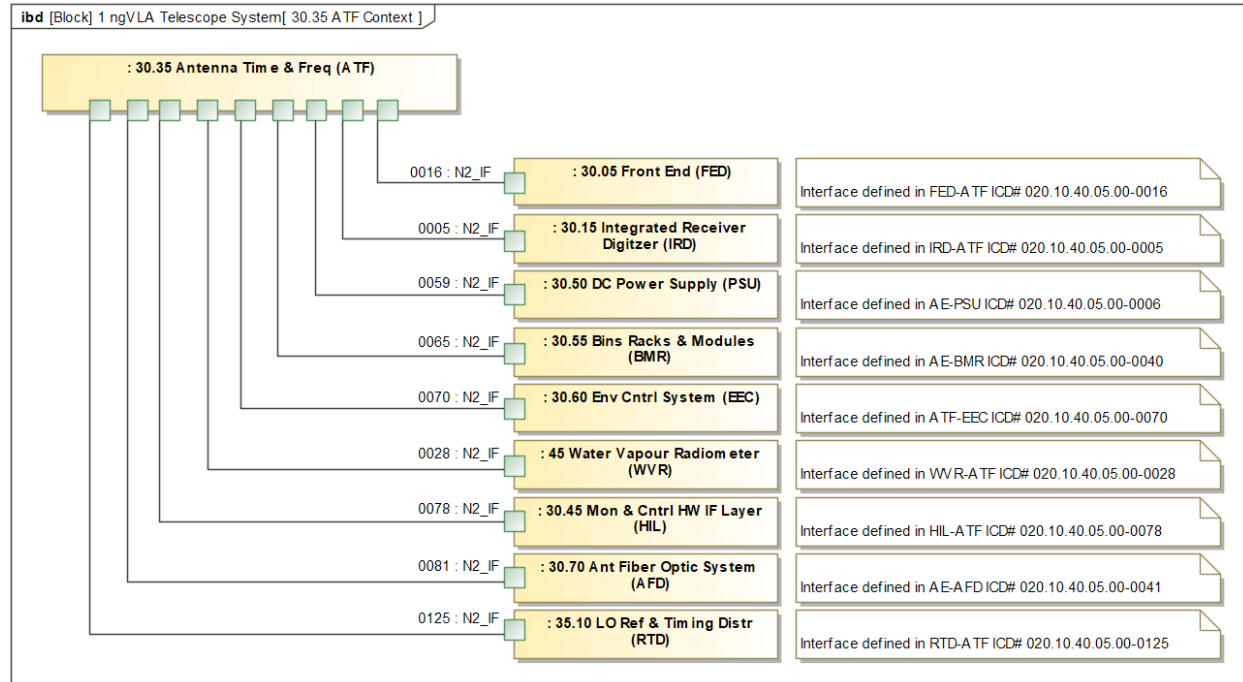 ibd [Block] 1 ngVLA Telescope System[ 30.35 ATF Context ]
: 30.35 Antenna Time & Freq (ATF)
0016 : N2_IF
: 30.05 Front End (FED)
Interface defined in FED-ATF ICD# 020.10.40.05.00-0016
0005 : N2_IF
: 30.15 Integrated Receiver
Digitzer (IRD)
Interface defined in IRD-ATF ICD# 020.10.40.05.00-0005
0059 : N2_IF
: 30.50 DC Power Supply (PSU)
Interface defined in AE-PSU ICD# 020.10.40.05.00-0006
0065 : N2_IF
: 30.55 Bins Racks & Modules
(BMR)
Interface defined in AE-BMR ICD# 020.10.40.05.00-0040
0070 : N2_IF
: 30.60 Env Cntrl System (EEC)
Interface defined in ATF-EEC ICD# 020.10.40.05.00-0070
0028 : N2_IF
: 45 Water Vapour Radiometer
(WVR)
Interface defined in WVR-ATF ICD# 020.10.40.05.00-0028
0078 : N2_IF
: 30.45 Mon & Cntrl HW IF Layer
(HIL)
Interface defined in HIL-ATF ICD# 020.10.40.05.00-0078
0081 : N2_IF
: 30.70 Ant Fiber Optic System
(AFD)
Interface defined in AE-AFD ICD# 020.10.40.05.00-0041
0125 : N2_IF
: 35.10 LO Ref & Timing Distr
(RTD)
Interface defined in RTD-ATF ICD# 020.10.40.05.00-0125